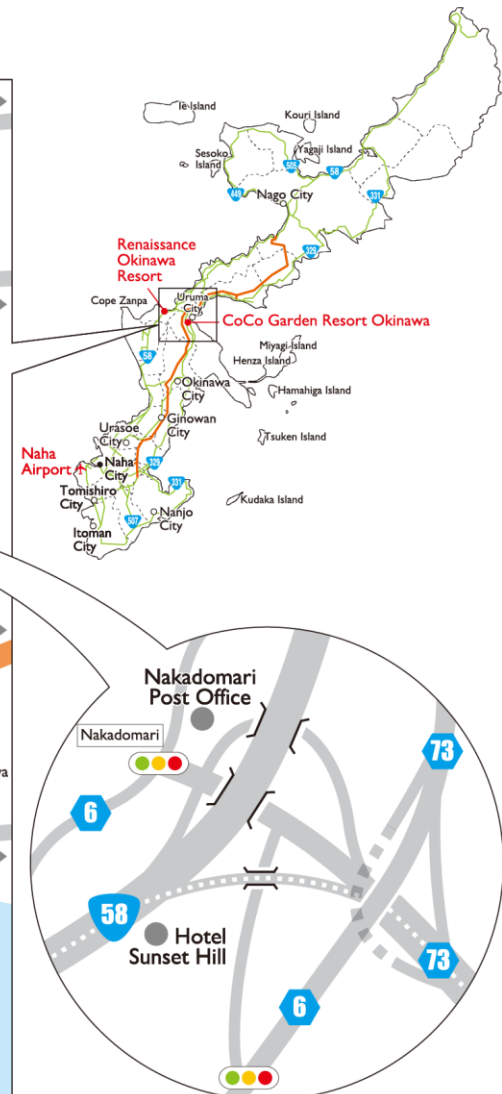 Ie Island
Kouri Island
Sesoko
Island
Yagaji Island
505
58
449
331
Nago City
329
Renaissance
Okinawa
Resort
Cope Zanpa
Uruma
City
CoCo Garden Resort Okinawa
58
Miyagi Island
Henza Island
Okinawa
City
Hamahiga Island
Ginowan
City
Urasoe
City
Tsuken Island
Naha
Airport
Naha
City
329
331
Tomishiro
City
Kudaka Island
Nanjo
City
507
Itoman
City
Nakadomari
Post Office
Nakadomari
73
6
58
Hotel
Sunset Hill
73
6